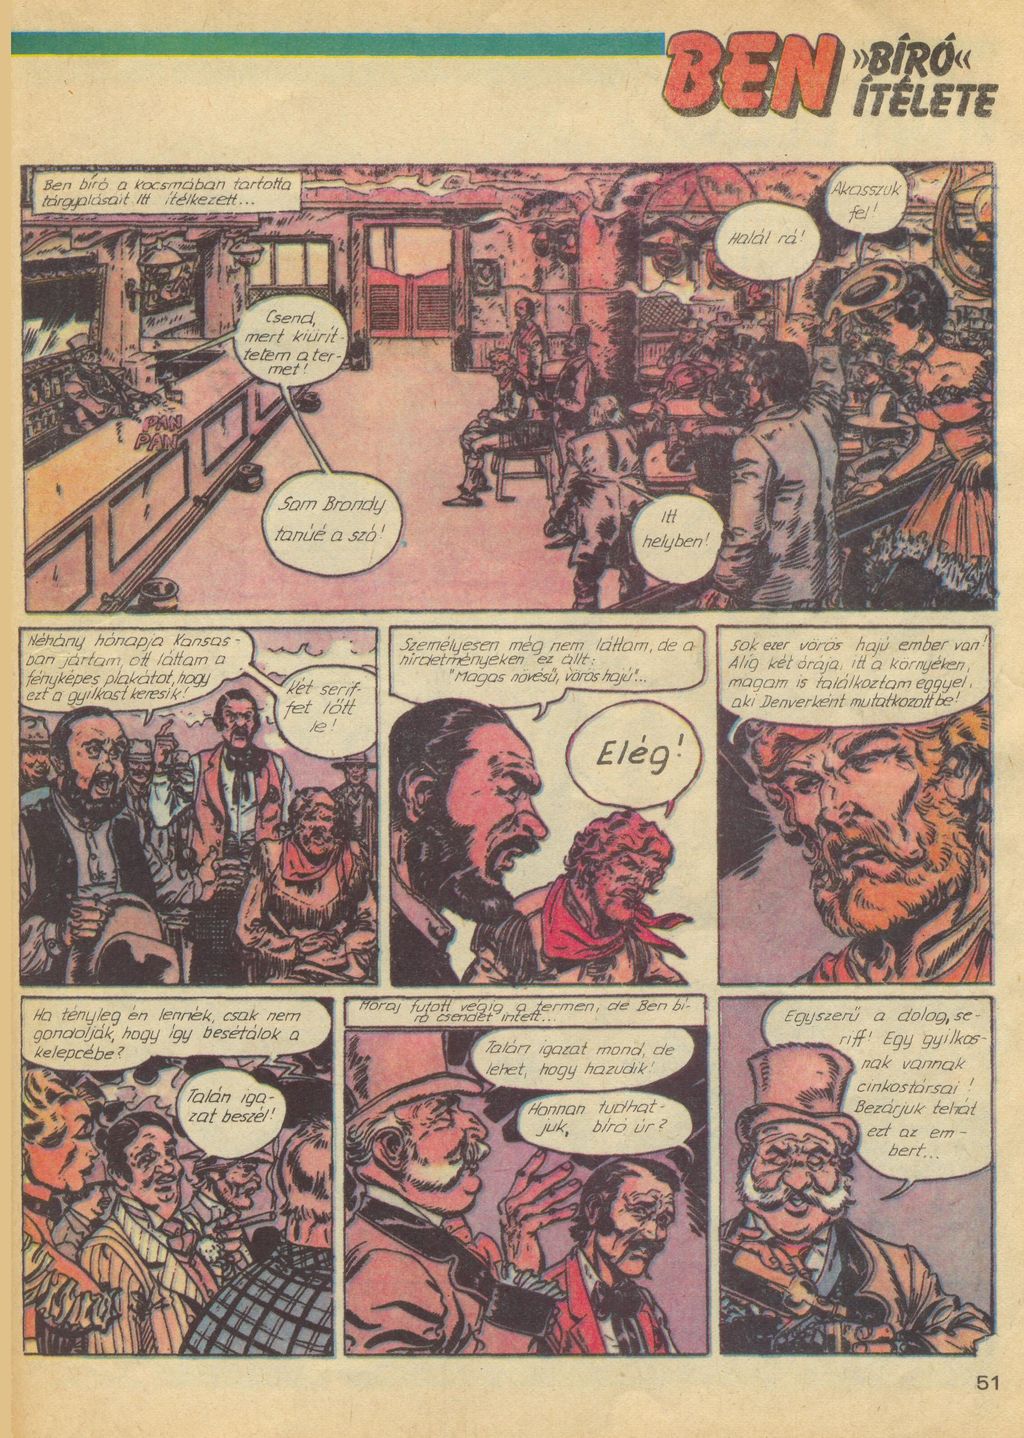 BEN
»BÍRÓ«
ÍTÉLETE
Ben bíró a kocsmában tartotta
tárgyalásait. Itt ítélkezett...
Akasszuk
fel!
Halál rá!
Csend,
mert kiürít-
tetem a ter-
met!
PÁN
PÁN
Sam Brandy
tanúé a szó!
Itt
helyben!
Néhány hónapja Kansas-
ban jártam, ott láttam a
fényképes plakátot, hogy
ezt a gyilkost keresik!
Két serif-
fet lőtt
le!
Személyesen még nem láttam, de a
hirdetményeken ez állt:
"Magas növésű, vörös hajú"...
Elég!
Sok ezer vörös hajú ember van!
Alig két órája, itt a környéken,
magam is találkoztam eggyel,
aki Denverként mutatkozott be!
Ha tényleg én lennék, csak nem
gondolják, hogy így besétálok a
kelepcébe?
Talán iga-
zat beszél!
Moraj futott végig a termen, de Ben bí-
ró csendet intett...
Talán igazat mond, de
lehet, hogy hazudik!
Honnan tudhat-
juk, bíró úr?
Egyszerű a dolog, se-
riff! Egy gyilkos-
nak vannak
cinkostársai!
Bezárjuk tehát
ezt az em-
bert...
51